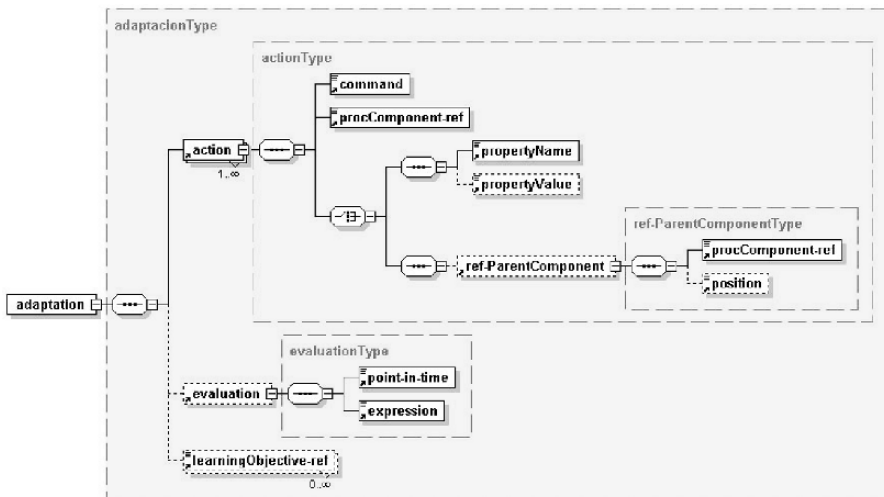 adaptacionType
actionType
command
procComponent-ref
action
1..∞
propertyName
propertyValue
ref-ParentComponentType
procComponent-ref
ref-ParentComponent
position
adaptation
evaluationType
point-in-time
evaluation
expression
learningObjective-ref
0..∞